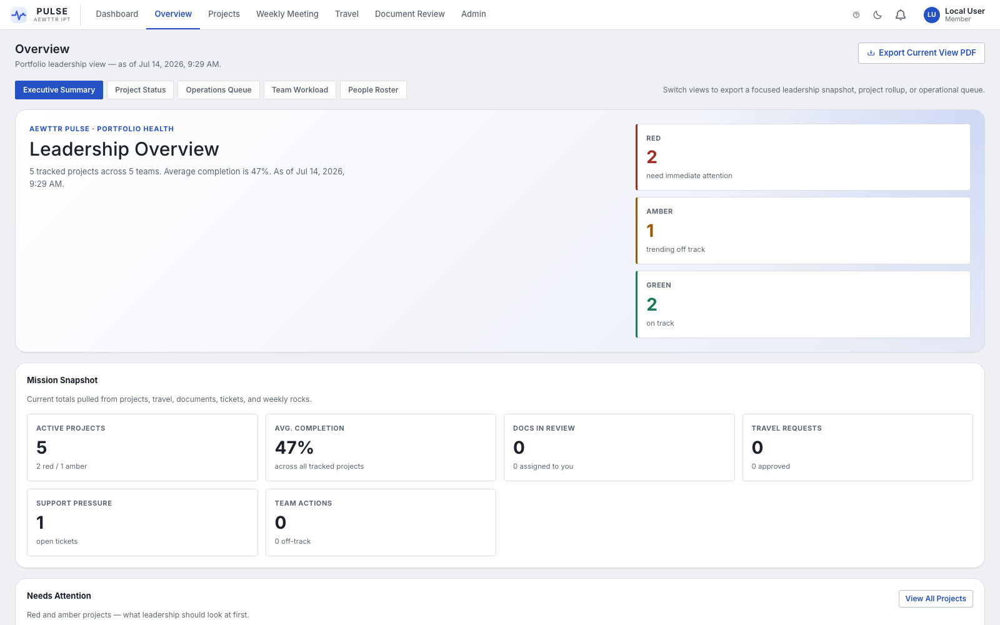 PULSE
AEWTTR IPT
Dashboard
Overview
Projects
Weekly Meeting
Travel
Document Review
Admin
LU
Local User
Member
Overview
Portfolio leadership view — as of Jul 14, 2026, 9:29 AM.
Export Current View PDF
Executive Summary
Project Status
Operations Queue
Team Workload
People Roster
Switch views to export a focused leadership snapshot, project rollup, or operational queue.
AEWTTR PULSE · PORTFOLIO HEALTH
Leadership Overview
5 tracked projects across 5 teams. Average completion is 47%. As of Jul 14, 2026,
9:29 AM.
RED
2
need immediate attention
AMBER
1
trending off track
GREEN
2
on track
Mission Snapshot
Current totals pulled from projects, travel, documents, tickets, and weekly rocks.
ACTIVE PROJECTS
5
2 red / 1 amber
AVG. COMPLETION
47%
across all tracked projects
DOCS IN REVIEW
0
0 assigned to you
TRAVEL REQUESTS
0
0 approved
SUPPORT PRESSURE
1
open tickets
TEAM ACTIONS
0
0 off-track
Needs Attention
View All Projects
Red and amber projects — what leadership should look at first.